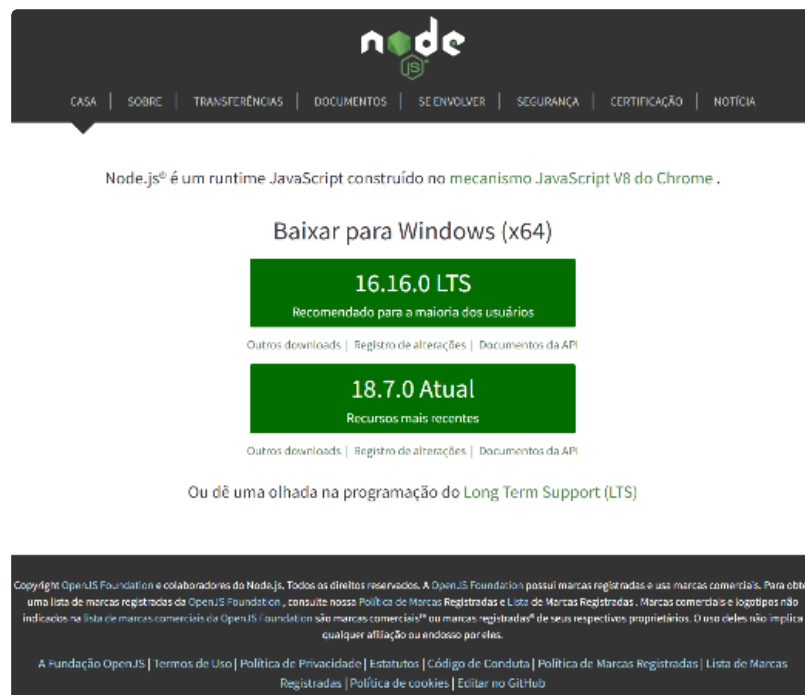 node
JS
CASA | SOBRE | TRANSFERÊNCIAS | DOCUMENTOS | SE ENVOLVER | SEGURANÇA | CERTIFICAÇÃO | NOTÍCIA
Node.js® é um runtime JavaScript construído no mecanismo JavaScript V8 do Chrome .
Baixar para Windows (x64)
16.16.0 LTS
Recomendado para a maioria dos usuários
Outros downloads | Registro de alterações | Documentos da API
18.7.0 Atual
Recursos mais recentes
Outros downloads | Registro de alterações | Documentos da API
Ou dê uma olhada na programação do Long Term Support (LTS)
Copyright OpenJS Foundation e colaboradores do Node.js. Todos os direitos reservados. A OpenJS Foundation possui marcas registradas e usa marcas comerciais. Para obte
uma lista de marcas registradas da OpenJS Foundation , consulte nossa Política de Marcas Registradas e Lista de Marcas Registradas . Marcas comerciais e logotipos não
indicados na lista de marcas comerciais da OpenJS Foundation são marcas comerciais™ ou marcas registradas® de seus respectivos proprietários. O uso deles não implica
qualquer afiliação ou endosso por eles.
A Fundação OpenJS | Termos de Uso | Política de Privacidade | Estatutos | Código de Conduta | Política de Marcas Registradas | Lista de Marcas
Registradas | Política de cookies | Editar no GitHub